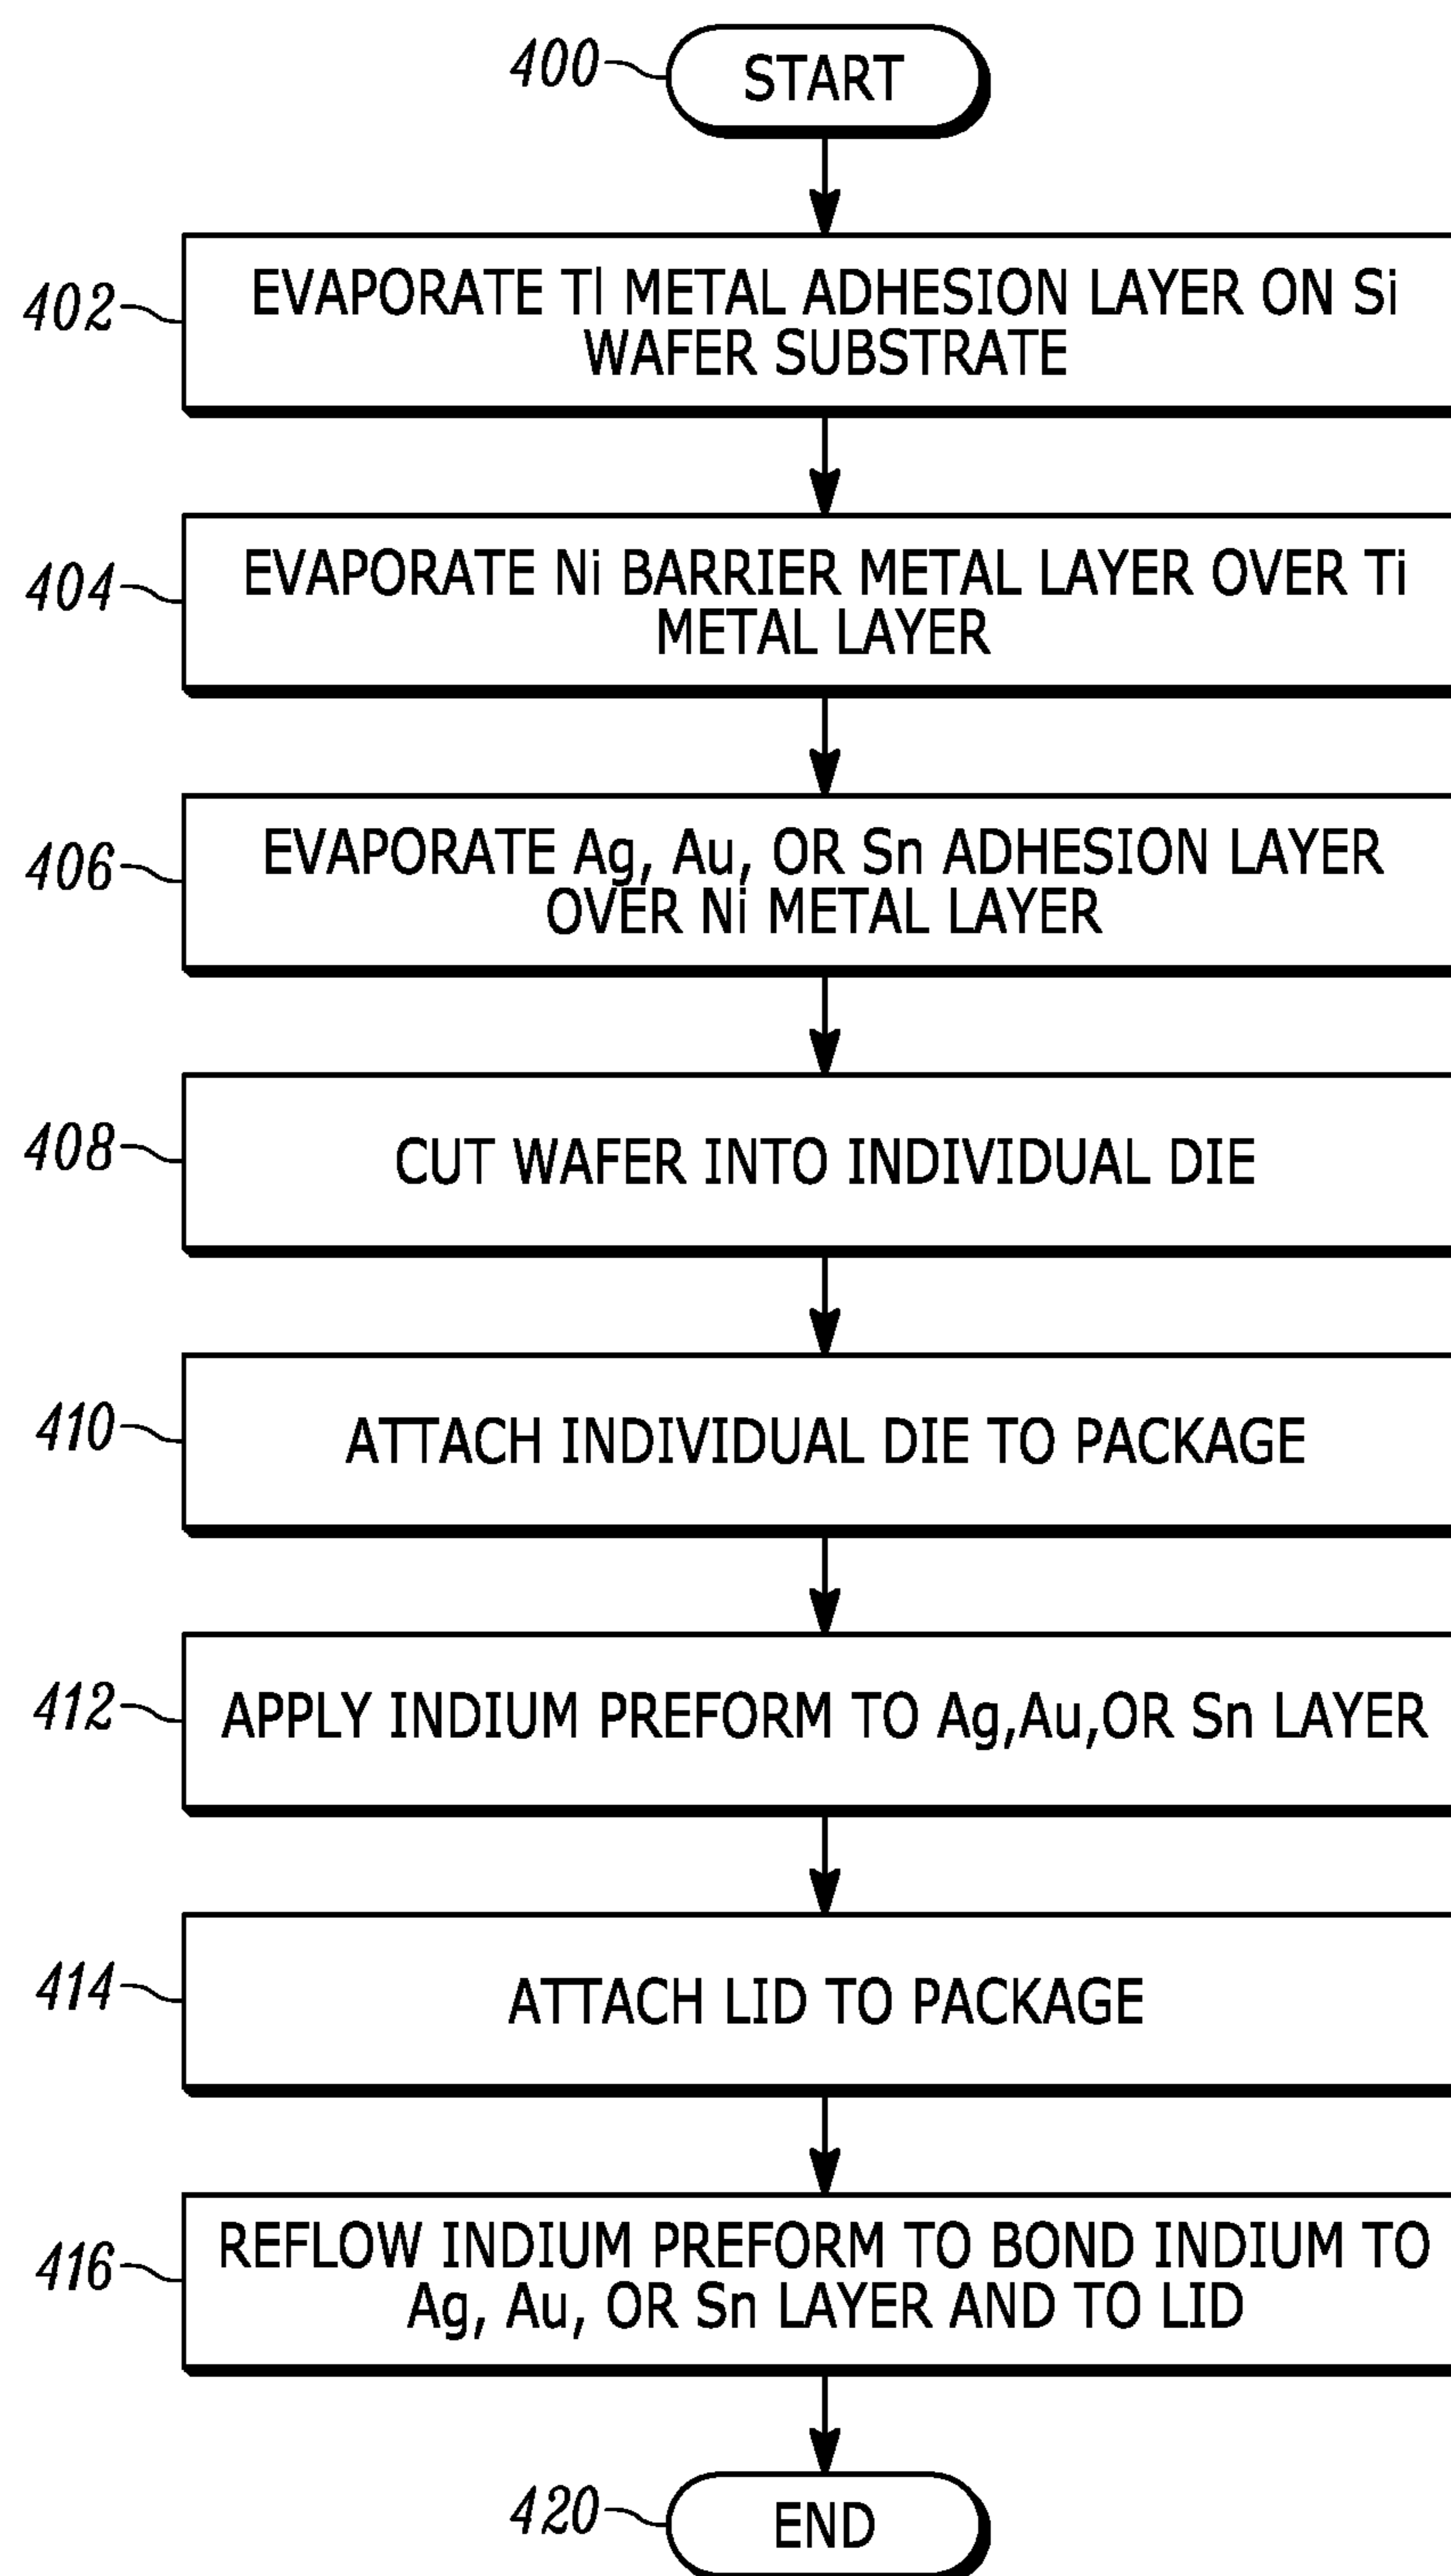 400
START
402
EVAPORATE Tl METAL ADHESION LAYER ON Si
WAFER SUBSTRATE
404
EVAPORATE Ni BARRIER METAL LAYER OVER Ti
METAL LAYER
406
EVAPORATE Ag, Au, OR Sn ADHESION LAYER
OVER Ni METAL LAYER
408
CUT WAFER INTO INDIVIDUAL DIE
410
ATTACH INDIVIDUAL DIE TO PACKAGE
412
APPLY INDIUM PREFORM TO Ag,Au,OR Sn LAYER
414
ATTACH LID TO PACKAGE
416
REFLOW INDIUM PREFORM TO BOND INDIUM TO
Ag, Au, OR Sn LAYER AND TO LID
420
END